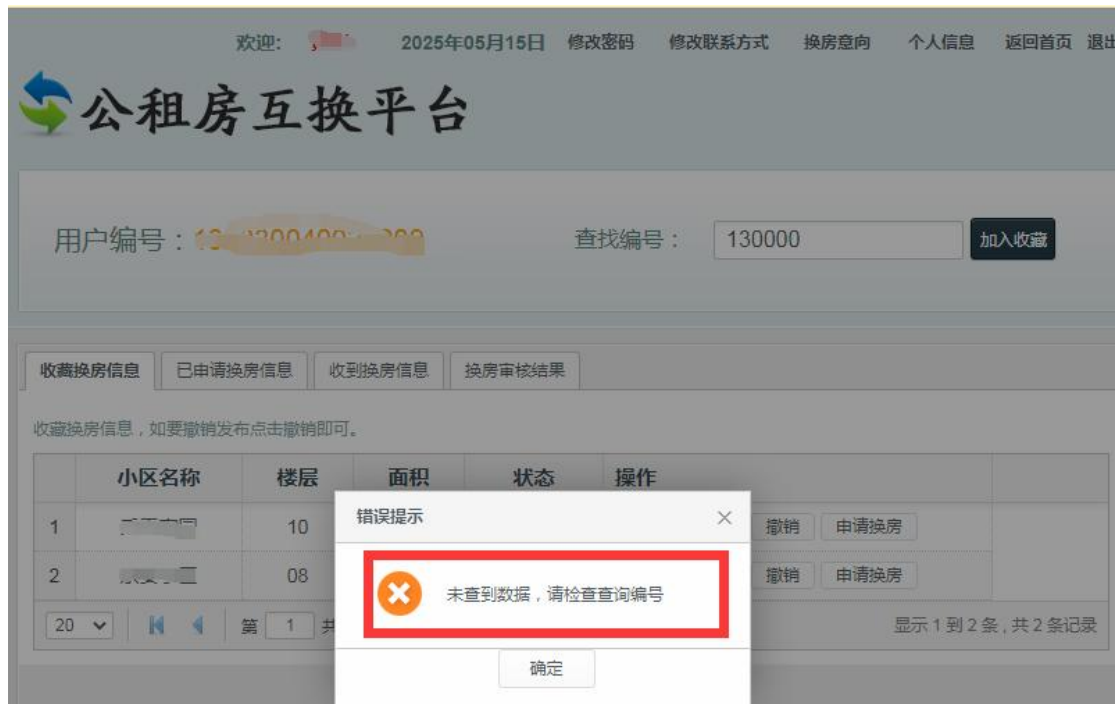 欢迎: 2025年05月15日 修改密码 修改联系方式 换房意向 个人信息 返回首页 退出
公租房互换平台
用户编号： 查找编号： 130000 加入收藏
收藏换房信息 已申请换房信息 收到换房信息 换房审核结果
收藏换房信息，如要撤销发布点击撤销即可。
小区名称 楼层 面积 状态 操作
错误提示
1 10 撤销 申请换房
未查到数据，请检查查询编号
2 08 撤销 申请换房
20 第 1 共 显示1到2条,共2条记录
确定